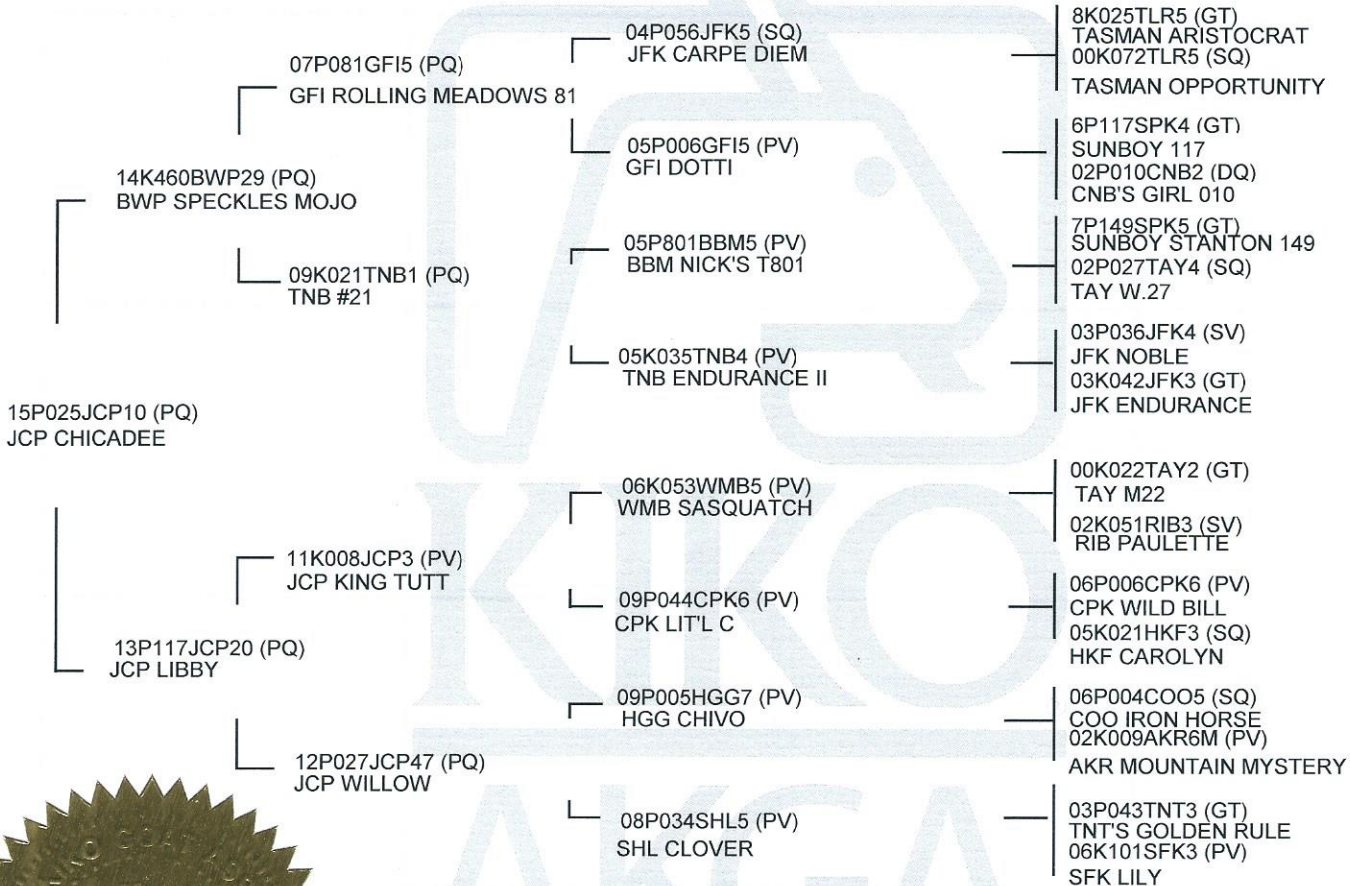 15P025JCP10 (PQ)
JCP CHICADEE
14K460BWP29 (PQ)
BWP SPECKLES MOJO
13P117JCP20 (PQ)
JCP LIBBY
07P081GFI5 (PQ)
GFI ROLLING MEADOWS 81
09K021TNB1 (PQ)
TNB #21
11K008JCP3 (PV)
JCP KING TUTT
12P027JCP47 (PQ)
JCP WILLOW
04P056JFK5 (SQ)
JFK CARPE DIEM
05P006GFI5 (PV)
GFI DOTTI
05P801BBM5 (PV)
BBM NICK'S T801
05K035TNB4 (PV)
TNB ENDURANCE II
06K053WMB5 (PV)
WMB SASQUATCH
09P044CPK6 (PV)
CPK LIT'L C
09P005HGG7 (PV)
HGG CHIVO
08P034SHL5 (PV)
SHL CLOVER
8K025TLR5 (GT)
TASMAN ARISTOCRAT
00K072TLR5 (SQ)
TASMAN OPPORTUNITY
6P117SPK4 (GT)
SUNBOY 117
02P010CNB2 (DQ)
CNB'S GIRL 010
7P149SPK5 (GT)
SUNBOY STANTON 149
02P027TAY4 (SQ)
TAY W.27
03P036JFK4 (SV)
JFK NOBLE
03K042JFK3 (GT)
JFK ENDURANCE
00K022TAY2 (GT)
TAY M22
02K051RIB3 (SV)
RIB PAULETTE
06P006CPK6 (PV)
CPK WILD BILL
05K021HKF3 (SQ)
HKF CAROLYN
06P004COO5 (SQ)
COO IRON HORSE
02K009AKR6M (PV)
AKR MOUNTAIN MYSTERY
03P043TNT3 (GT)
TNT'S GOLDEN RULE
06K101SFK3 (PV)
SFK LILY
KIKO
AKGA
KIKO GOAT